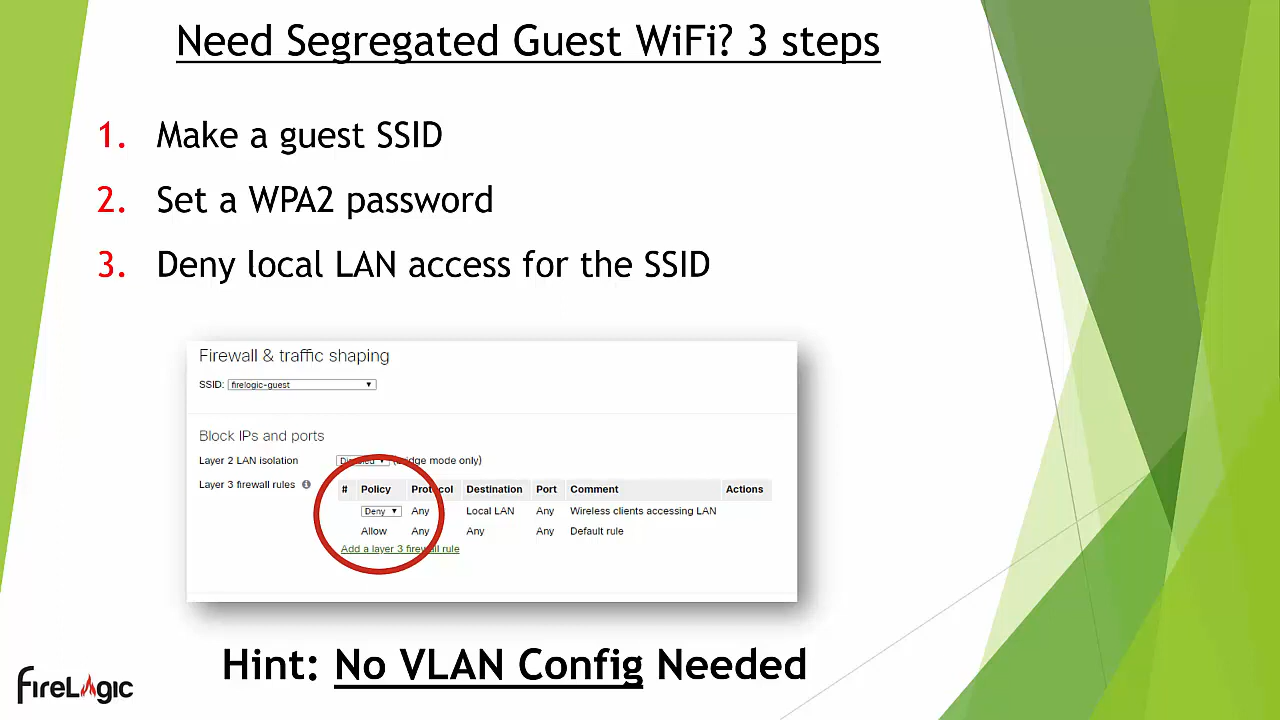 Need Segregated Guest WiFi? 3 steps
1. Make a guest SSID
2. Set a WPA2 password
3. Deny local LAN access for the SSID
Firewall & traffic shaping
SSID: firelogic-guest
Block IPs and ports
Layer 2 LAN isolation Disabled (bridge mode only)
Layer 3 firewall rules
# Policy Protocol Destination Port Comment Actions
Deny Any Local LAN Any Wireless clients accessing LAN
Allow Any Any Any Default rule
Add a layer 3 firewall rule
Hint: No VLAN Config Needed
FireLogic